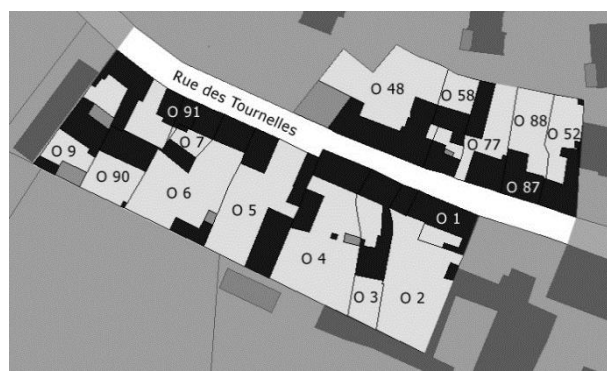 Rue des Tournelles
O 48
O 58
O 77
O 88
O 52
O 87
O 91
O 7
O 9
O 90
O 6
O 5
O 4
O 3
O 2
O 1